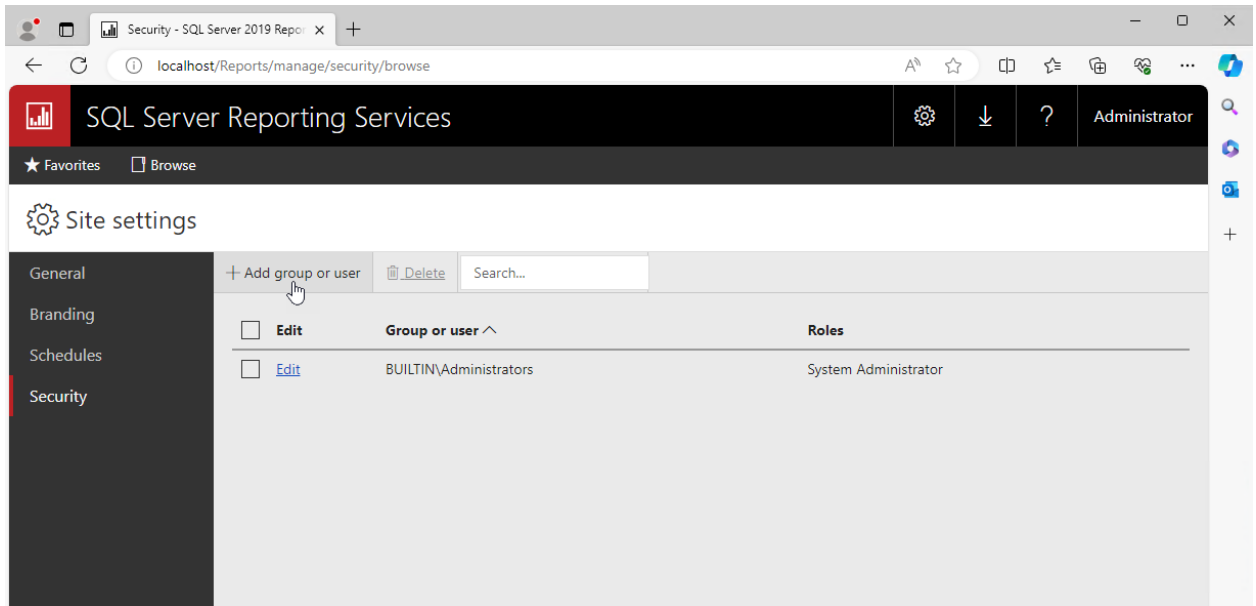 Security - SQL Server 2019 Repor
localhost/Reports/manage/security/browse
SQL Server Reporting Services
? Administrator
Favorites Browse
Site settings
General
Branding
Schedules
Security
+ Add group or user Delete Search...
Edit Group or user Roles
Edit BUILTIN\Administrators System Administrator